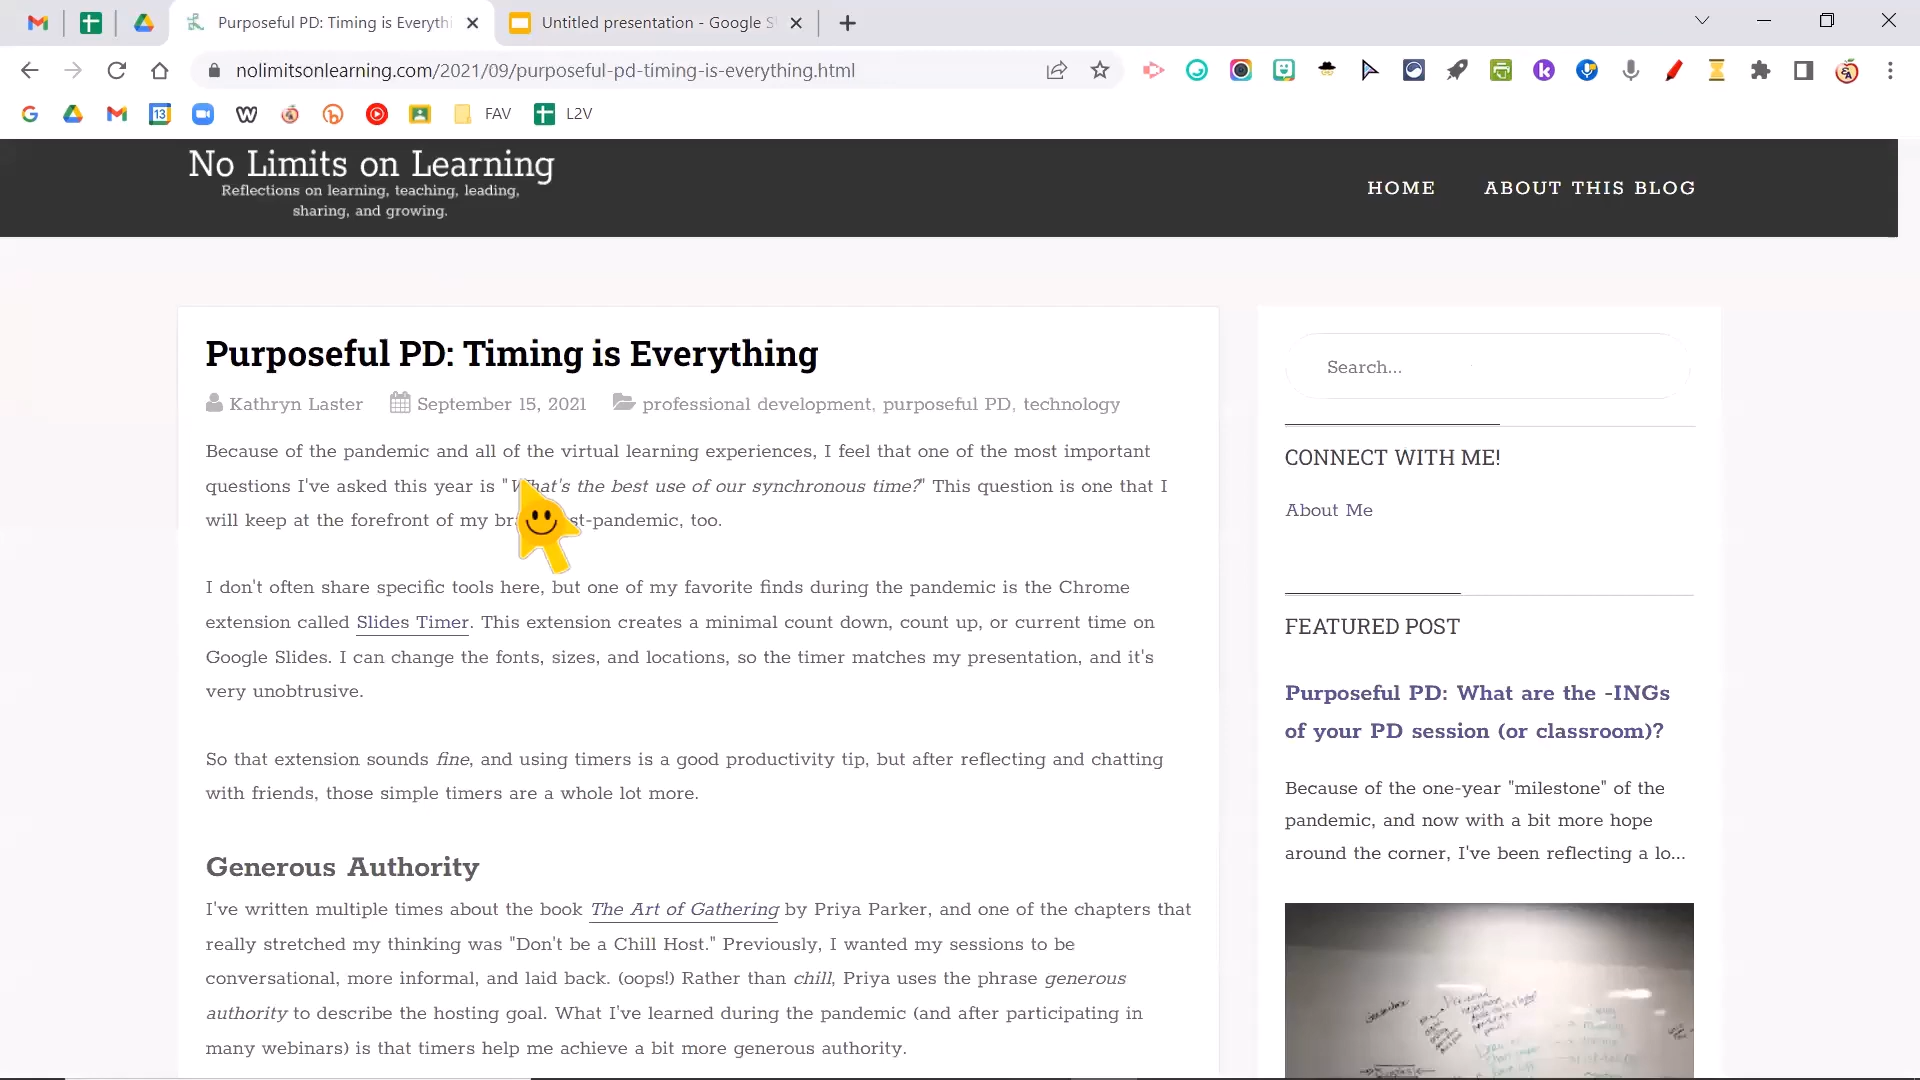 Purposeful PD: Timing is Everythi
Untitled presentation - Google S
nolimitsonlearning.com/2021/09/purposeful-pd-timing-is-everything.html
FAV
L2V
No Limits on Learning
Reflections on learning, teaching, leading,
sharing, and growing.
HOME ABOUT THIS BLOG
Purposeful PD: Timing is Everything
Kathryn Laster September 15, 2021 professional development, purposeful PD, technology
Because of the pandemic and all of the virtual learning experiences, I feel that one of the most important
questions I've asked this year is "What's the best use of our synchronous time?" This question is one that I
will keep at the forefront of my br st-pandemic, too.
I don't often share specific tools here, but one of my favorite finds during the pandemic is the Chrome
extension called Slides Timer. This extension creates a minimal count down, count up, or current time on
Google Slides. I can change the fonts, sizes, and locations, so the timer matches my presentation, and it's
very unobtrusive.
So that extension sounds fine, and using timers is a good productivity tip, but after reflecting and chatting
with friends, those simple timers are a whole lot more.
Generous Authority
I've written multiple times about the book The Art of Gathering by Priya Parker, and one of the chapters that
really stretched my thinking was "Don't be a Chill Host." Previously, I wanted my sessions to be
conversational, more informal, and laid back. (oops!) Rather than chill, Priya uses the phrase generous
authority to describe the hosting goal. What I've learned during the pandemic (and after participating in
many webinars) is that timers help me achieve a bit more generous authority.
Search...
CONNECT WITH ME!
About Me
FEATURED POST
Purposeful PD: What are the -INGs
of your PD session (or classroom)?
Because of the one-year "milestone" of the
pandemic, and now with a bit more hope
around the corner, I've been reflecting a lo...